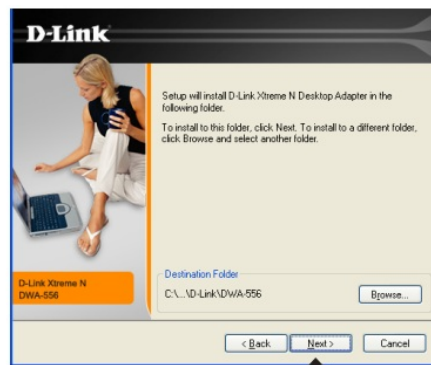 D-Link
Setup will install D-Link Xtreme N Desktop Adapter in the
following folder.
To install to this folder, click Next. To install to a different folder,
click Browse and select another folder.
D-Link Xtreme N
DWA-556
Destination Folder
C:\...\D-Link\DWA-556
Browse...
< Back
Next >
Cancel